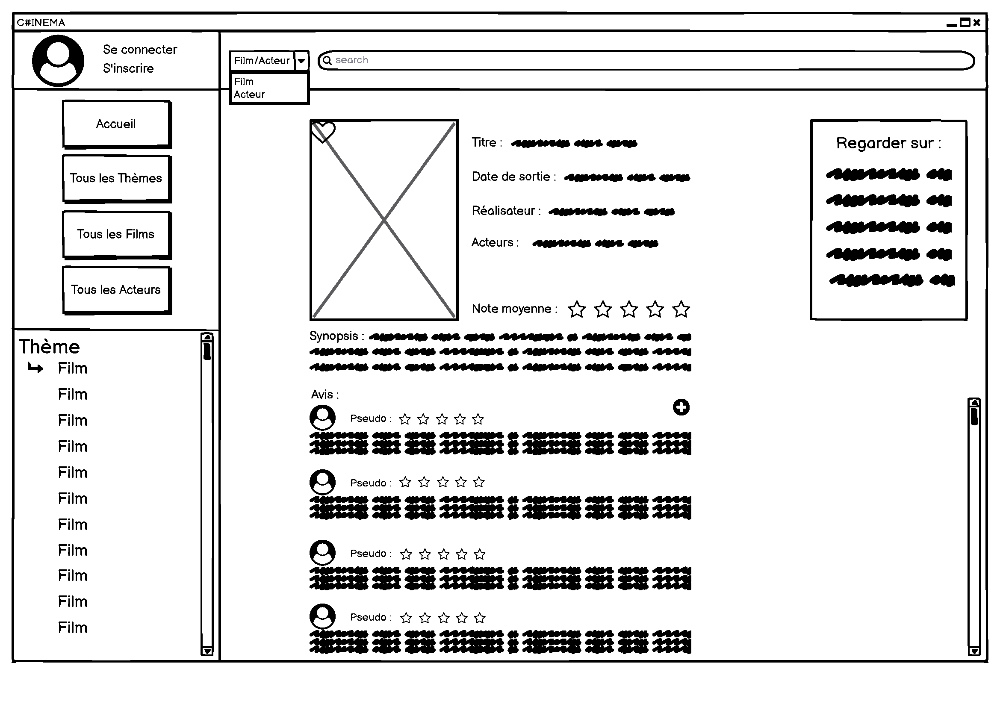 C#INEMA
Se connecter
S'inscrire
Film/Acteur
search
Film
Acteur
Accueil
Tous les Thèmes
Tous les Films
Tous les Acteurs
Thème
Film
Film
Film
Film
Film
Film
Film
Film
Film
Film
Film
Titre :
Date de sortie :
Réalisateur :
Acteurs :
Note moyenne :
Regarder sur :
Synopsis :
Avis :
Pseudo :
Pseudo :
Pseudo :
Pseudo :